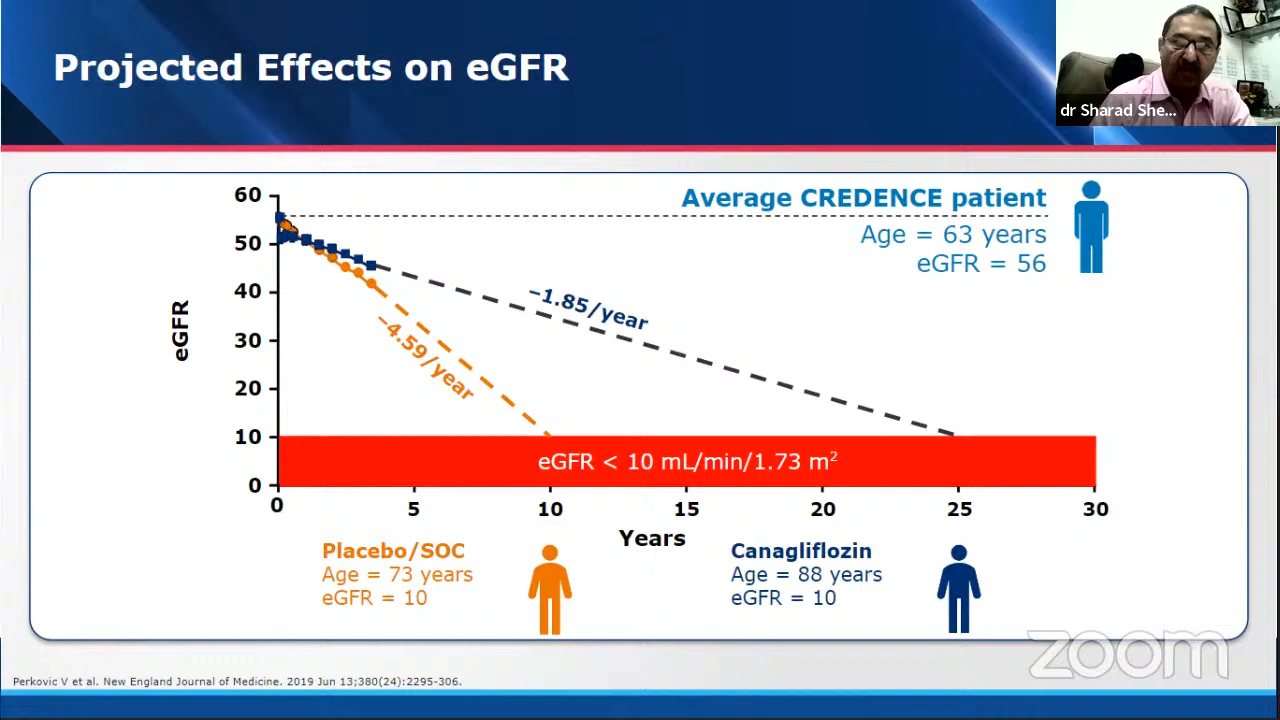 Projected Effects on eGFR
dr Sharad She...
60
50
40
30
20
10
0
eGFR
Average CREDENCE patient
Age = 63 years
eGFR = 56
−1.85/year
−4.59/year
eGFR < 10 mL/min/1.73 m²
0 5 10 15 20 25 30
Years
Placebo/SOC
Age = 73 years
eGFR = 10
Canagliflozin
Age = 88 years
eGFR = 10
zoom
Perkovic V et al. New England Journal of Medicine. 2019 Jun 13;380(24):2295-306.